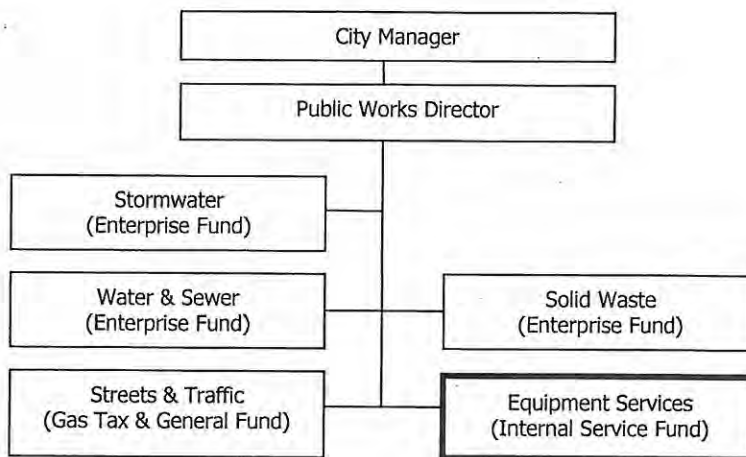 City Manager
Public Works Director
Stormwater
(Enterprise Fund)
Water & Sewer
(Enterprise Fund)
Solid Waste
(Enterprise Fund)
Streets & Traffic
(Gas Tax & General Fund)
Equipment Services
(Internal Service Fund)